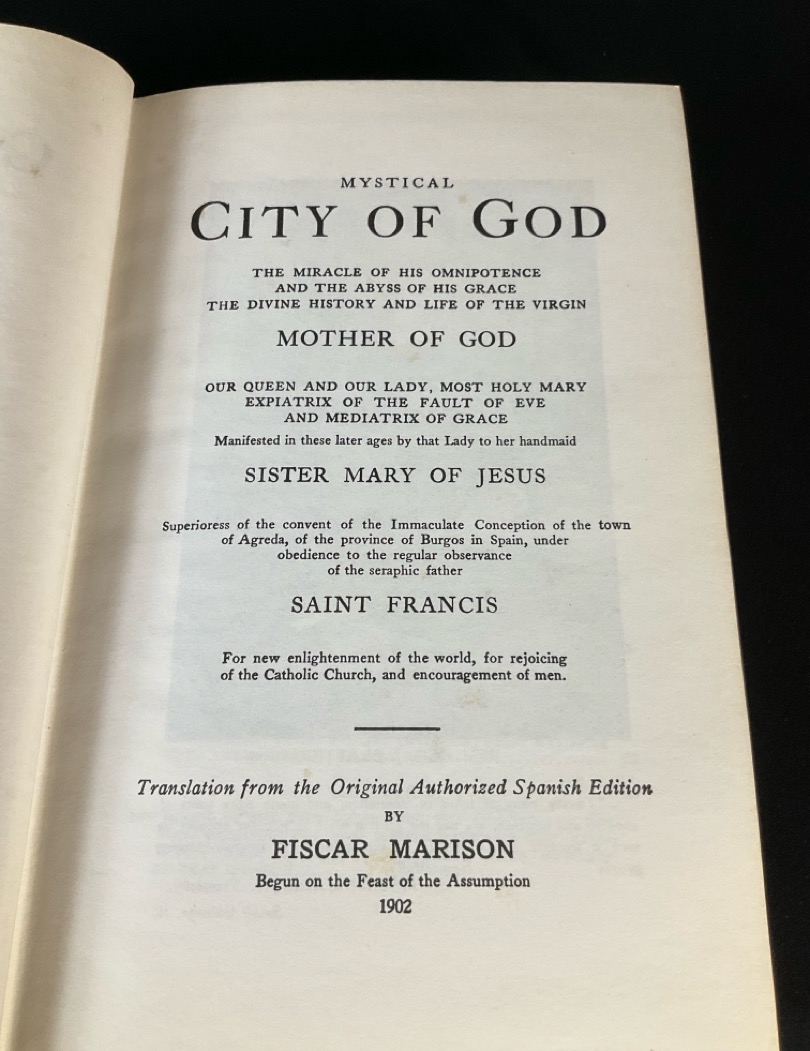 MYSTICAL
CITY OF GOD
THE MIRACLE OF HIS OMNIPOTENCE
AND THE ABYSS OF HIS GRACE
THE DIVINE HISTORY AND LIFE OF THE VIRGIN
MOTHER OF GOD
OUR QUEEN AND OUR LADY, MOST HOLY MARY
EXPIATRIX OF THE FAULT OF EVE
AND MEDIATRIX OF GRACE
Manifested in these later ages by that Lady to her handmaid
SISTER MARY OF JESUS
Superioress of the convent of the Immaculate Conception of the town
of Agreda, of the province of Burgos in Spain, under
obedience to the regular observance
of the seraphic father
SAINT FRANCIS
For new enlightenment of the world, for rejoicing
of the Catholic Church, and encouragement of men.
Translation from the Original Authorized Spanish Edition
BY
FISCAR MARISON
Begun on the Feast of the Assumption
1902